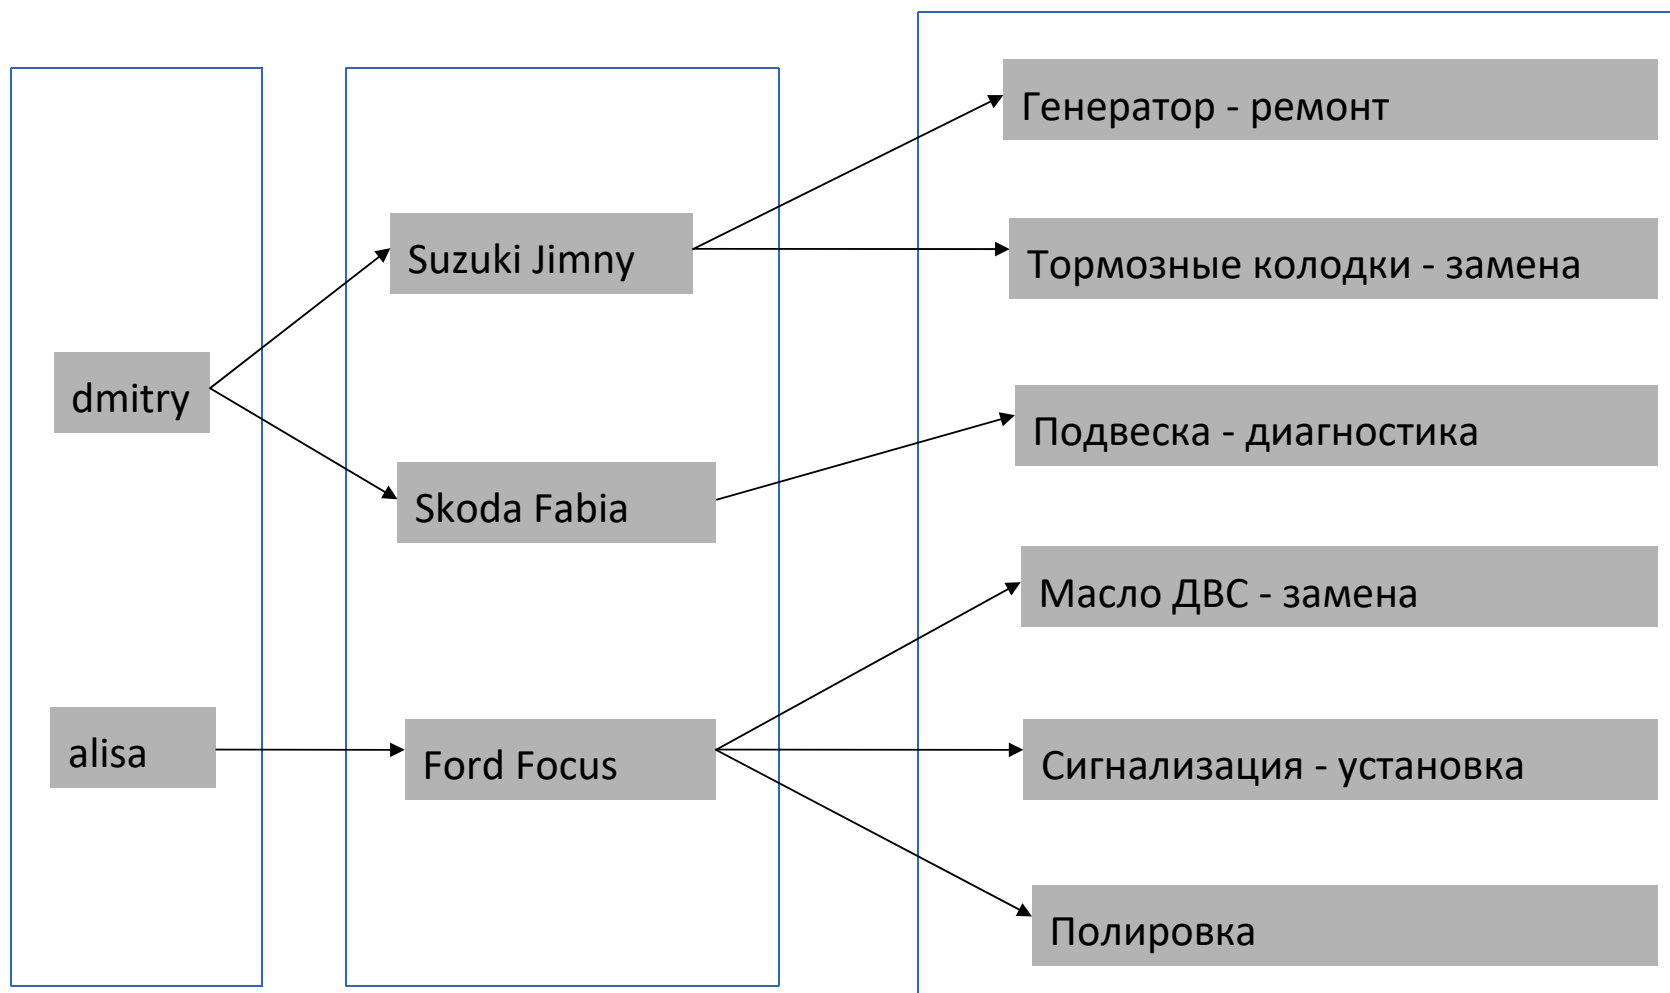 dmitry
alisa
Suzuki Jimny
Skoda Fabia
Ford Focus
Генератор - ремонт
Тормозные колодки - замена
Подвеска - диагностика
Масло ДВС - замена
Сигнализация - установка
Полировка